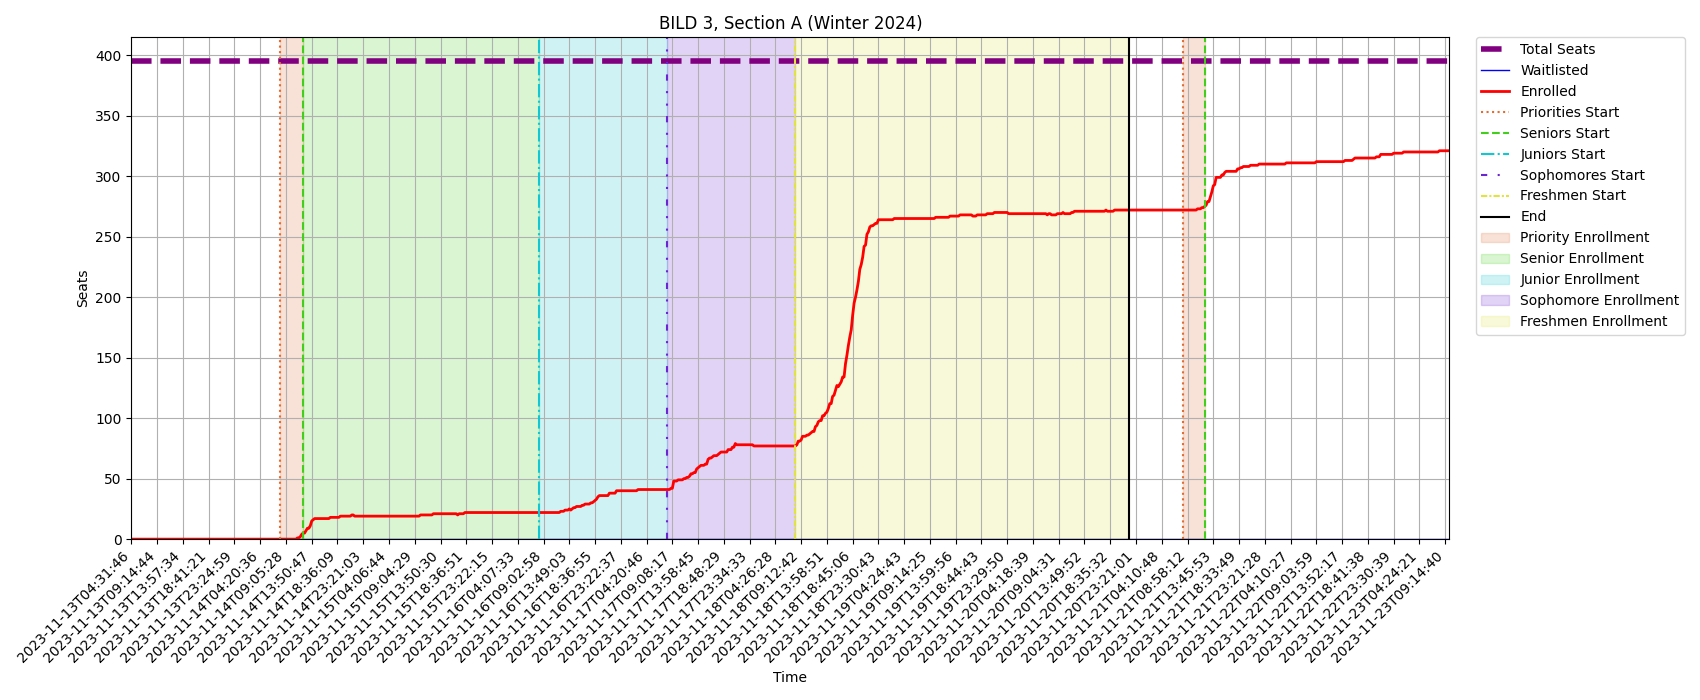 BILD 3, Section A (Winter 2024)
Total Seats
Waitlisted
Enrolled
Priorities Start
Seniors Start
Juniors Start
Sophomores Start
Freshmen Start
End
Priority Enrollment
Senior Enrollment
Junior Enrollment
Sophomore Enrollment
Freshmen Enrollment
Seats
400
350
300
250
200
150
100
50
0
2023-11-13T04:31:46
2023-11-13T09:14:44
2023-11-13T13:57:34
2023-11-13T18:41:21
2023-11-13T23:24:59
2023-11-14T04:20:36
2023-11-14T09:05:28
2023-11-14T13:50:47
2023-11-14T18:36:09
2023-11-14T23:21:03
2023-11-15T04:06:44
2023-11-15T09:04:29
2023-11-15T13:50:30
2023-11-15T18:36:51
2023-11-15T23:22:15
2023-11-16T04:07:33
2023-11-16T09:02:58
2023-11-16T13:49:03
2023-11-16T18:36:55
2023-11-16T23:22:37
2023-11-17T04:20:46
2023-11-17T09:08:17
2023-11-17T13:58:45
2023-11-17T18:48:29
2023-11-17T23:34:33
2023-11-18T04:26:28
2023-11-18T09:12:42
2023-11-18T13:58:51
2023-11-18T18:45:06
2023-11-18T23:30:43
2023-11-19T04:24:43
2023-11-19T09:14:25
2023-11-19T13:59:56
2023-11-19T18:44:43
2023-11-19T23:29:50
2023-11-20T04:18:39
2023-11-20T09:04:31
2023-11-20T13:49:52
2023-11-20T18:35:32
2023-11-20T23:21:01
2023-11-21T04:10:48
2023-11-21T08:58:12
2023-11-21T13:45:53
2023-11-21T18:33:49
2023-11-21T23:21:28
2023-11-22T04:10:27
2023-11-22T09:03:59
2023-11-22T13:52:17
2023-11-22T18:41:38
2023-11-22T23:30:39
2023-11-23T04:24:21
2023-11-23T09:14:40
Time